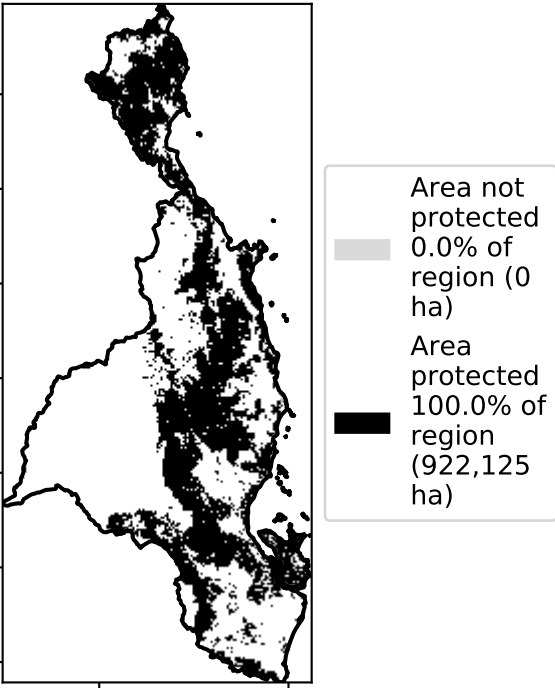 Area not
protected
0.0% of
region (0
ha)
Area
protected
100.0% of
region
(922,125
ha)